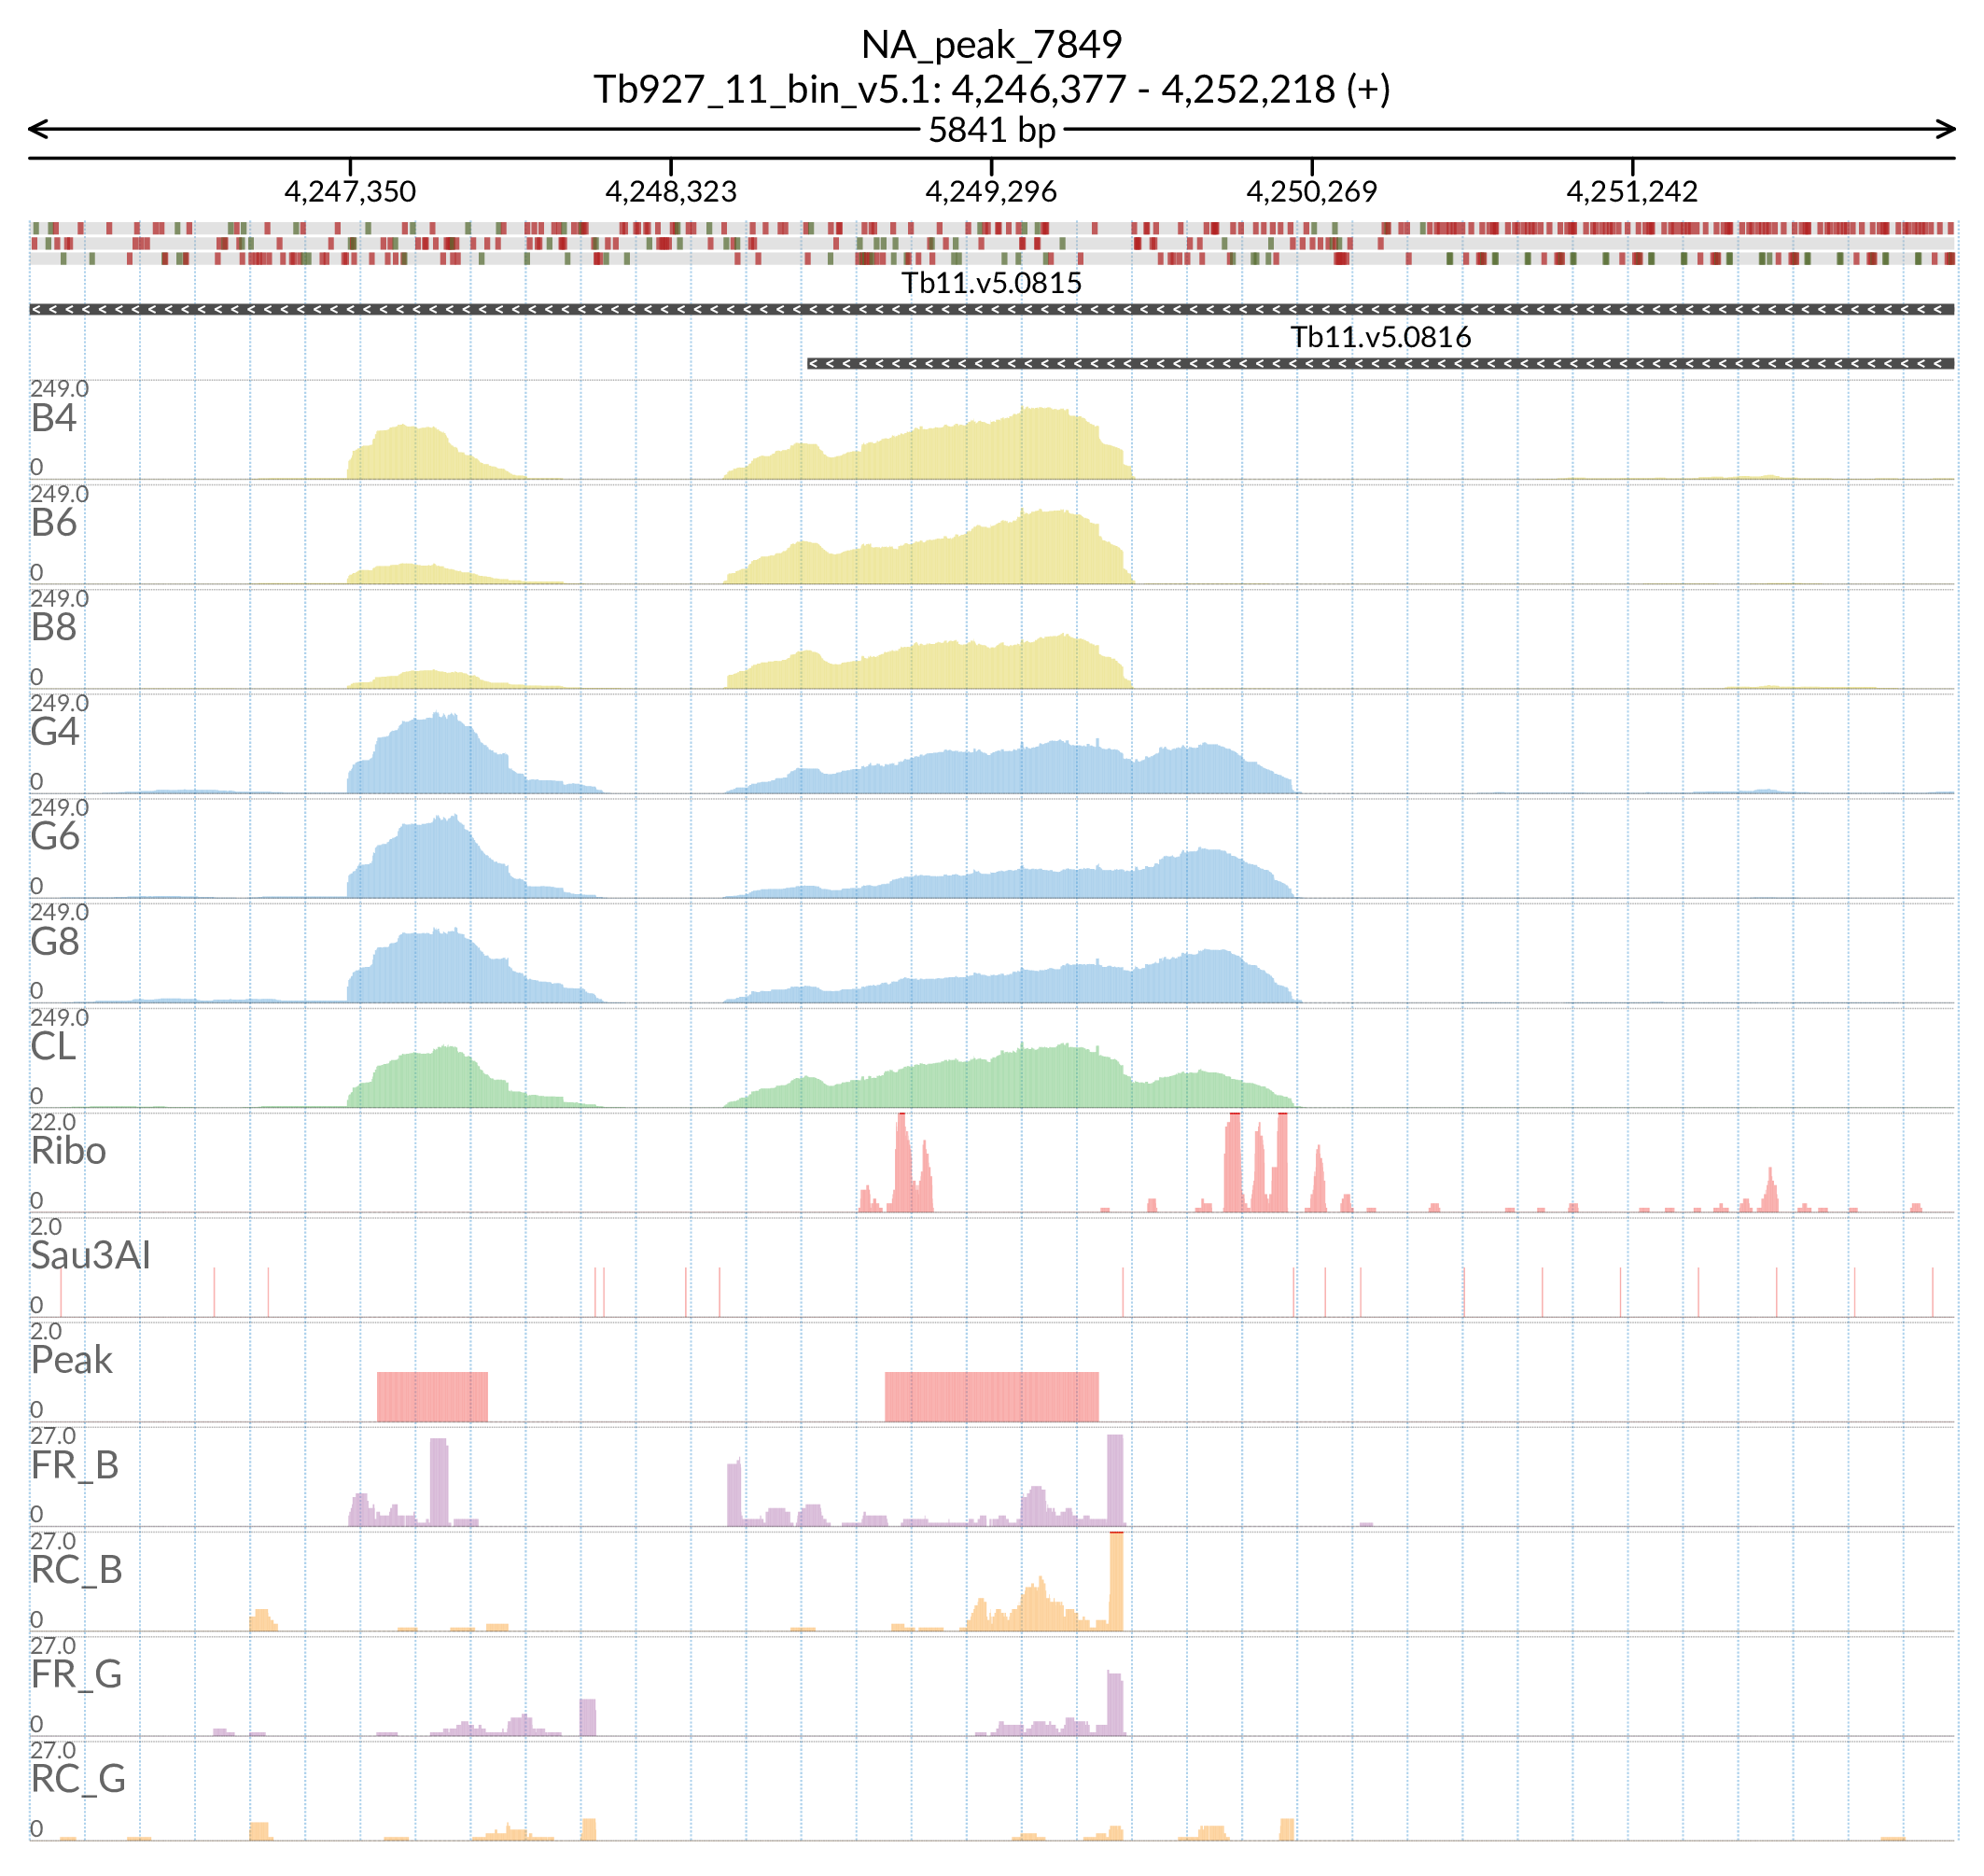 NA_peak_7849
Tb927_11_bin_v5.1: 4,246,377 - 4,252,218 (+)
5841 bp
4,247,350 4,248,323 4,249,296 4,250,269 4,251,242
Tb11.v5.0815
Tb11.v5.0816
249.0
B4
0
249.0
B6
0
249.0
B8
0
249.0
G4
0
249.0
G6
0
249.0
G8
0
249.0
CL
0
22.0
Ribo
0
2.0
Sau3AI
0
2.0
Peak
0
27.0
FR_B
0
27.0
RC_B
0
27.0
FR_G
0
27.0
RC_G
0